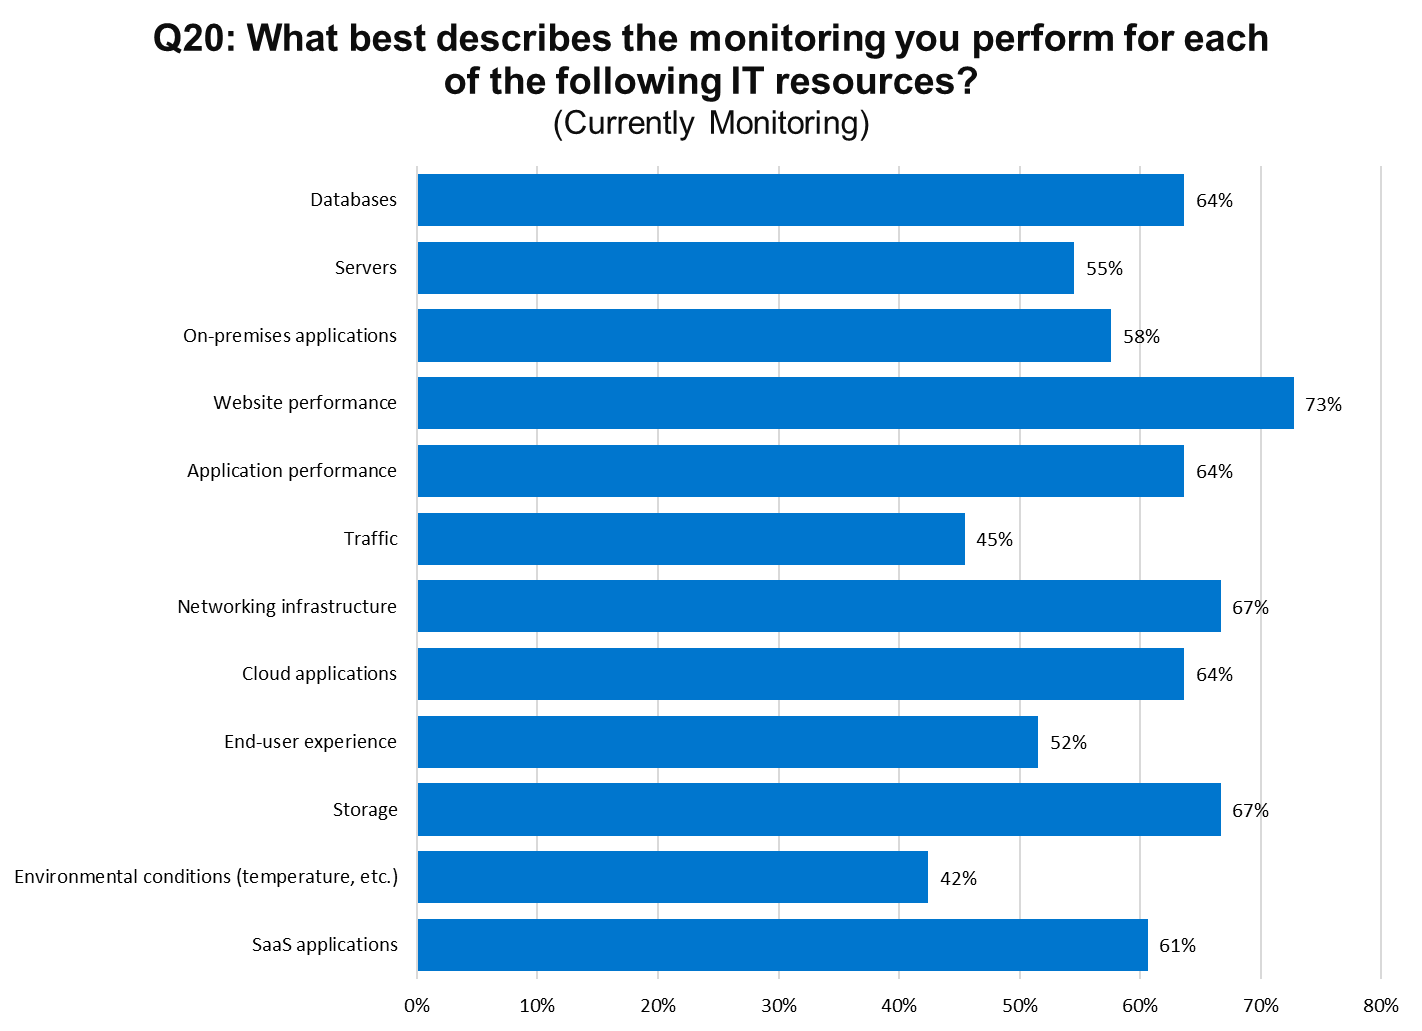 Q20: What best describes the monitoring you perform for each
of the following IT resources?
(Currently Monitoring)
Databases 64%
Servers 55%
On-premises applications 58%
Website performance 73%
Application performance 64%
Traffic 45%
Networking infrastructure 67%
Cloud applications 64%
End-user experience 52%
Storage 67%
Environmental conditions (temperature, etc.) 42%
SaaS applications 61%
0% 10% 20% 30% 40% 50% 60% 70% 80%